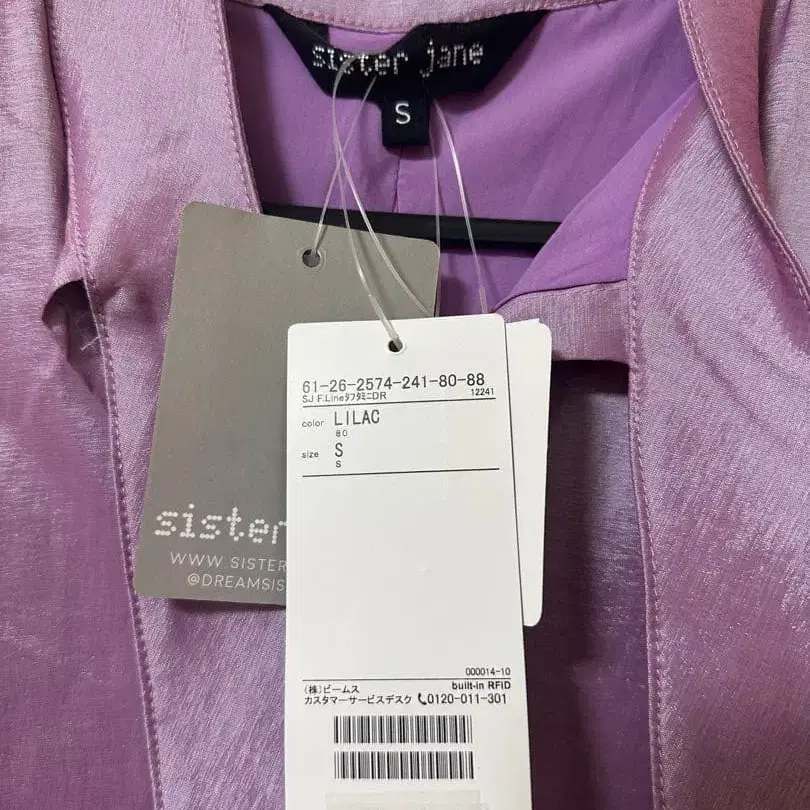 sister jane
S
61-26-2574-241-80-88
SJ F.LineタフタミニDR 12241
color LILAC
80
size S
S
sister
WWW SISTER
@DREAMSIS
000014-10
(株)ビームス built-in RFID
カスタマーサービスデスク 0120-011-301